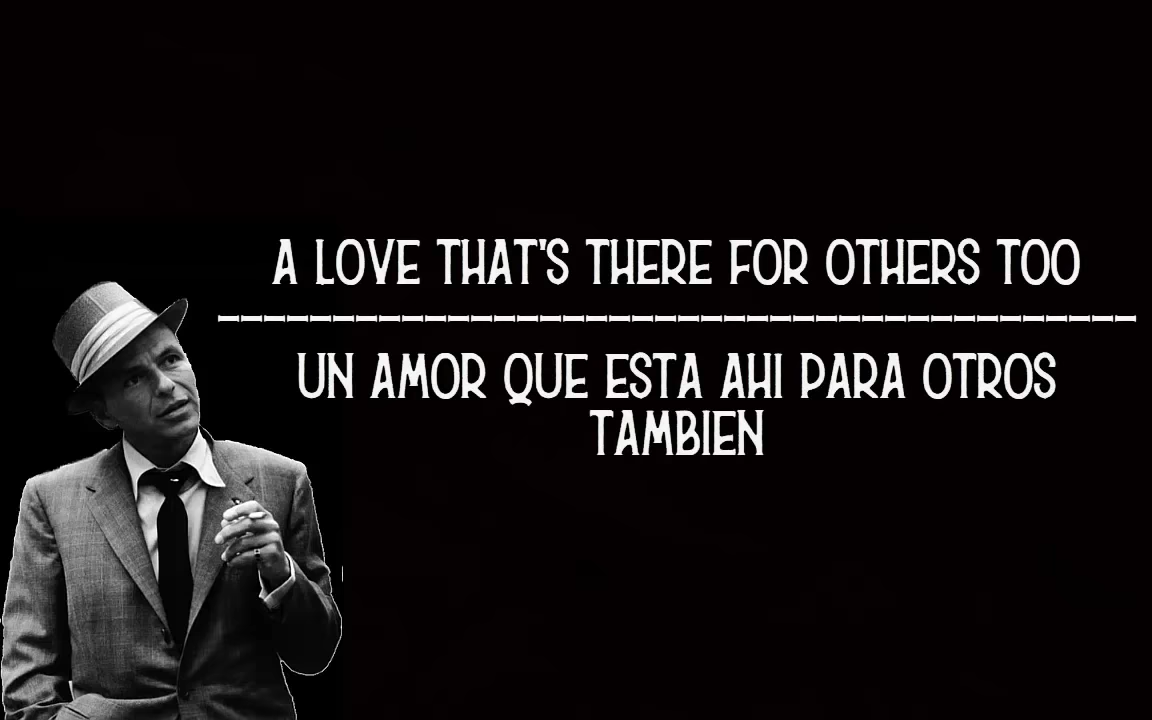 A LOVE THAT'S THERE FOR OTHERS TOO
----------------------------------------
UN AMOR QUE ESTA AHI PARA OTROS
TAMBIEN